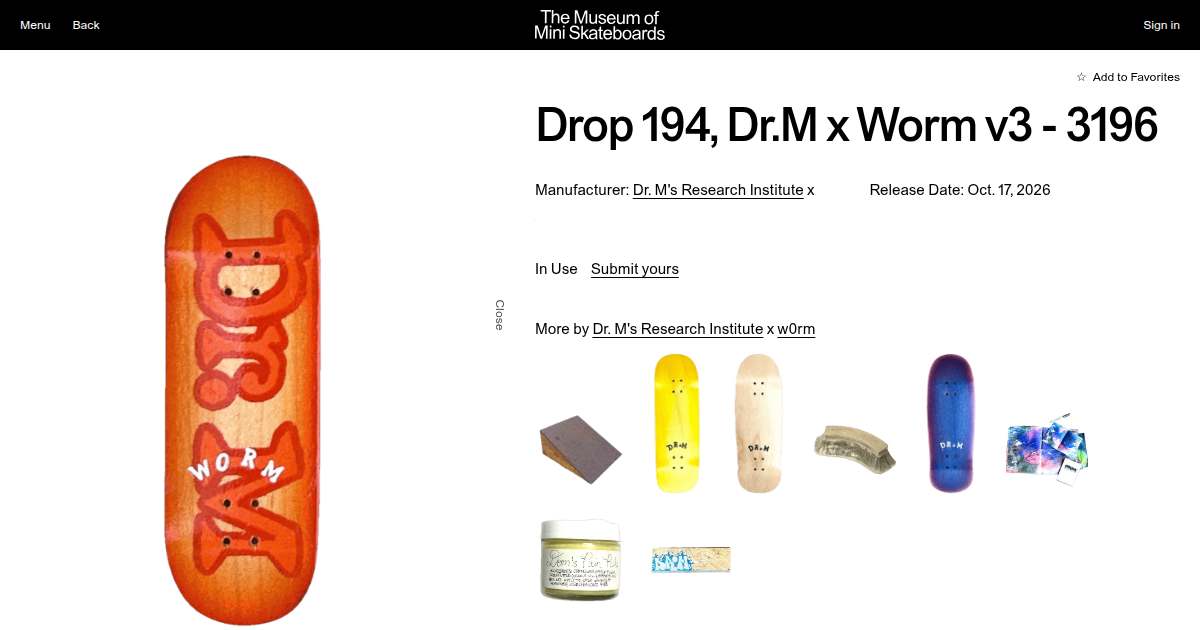 Menu
Back
The Museum of
Mini Skateboards
Sign in
☆ Add to Favorites
Drop 194, Dr.M x Worm v3 - 3196
Manufacturer: Dr. M's Research Institute x
Release Date: Oct. 17, 2026
In Use
Submit yours
Close
More by Dr. M's Research Institute x w0rm
Dr. M
WORM
DR.M
DR.M
DR.M